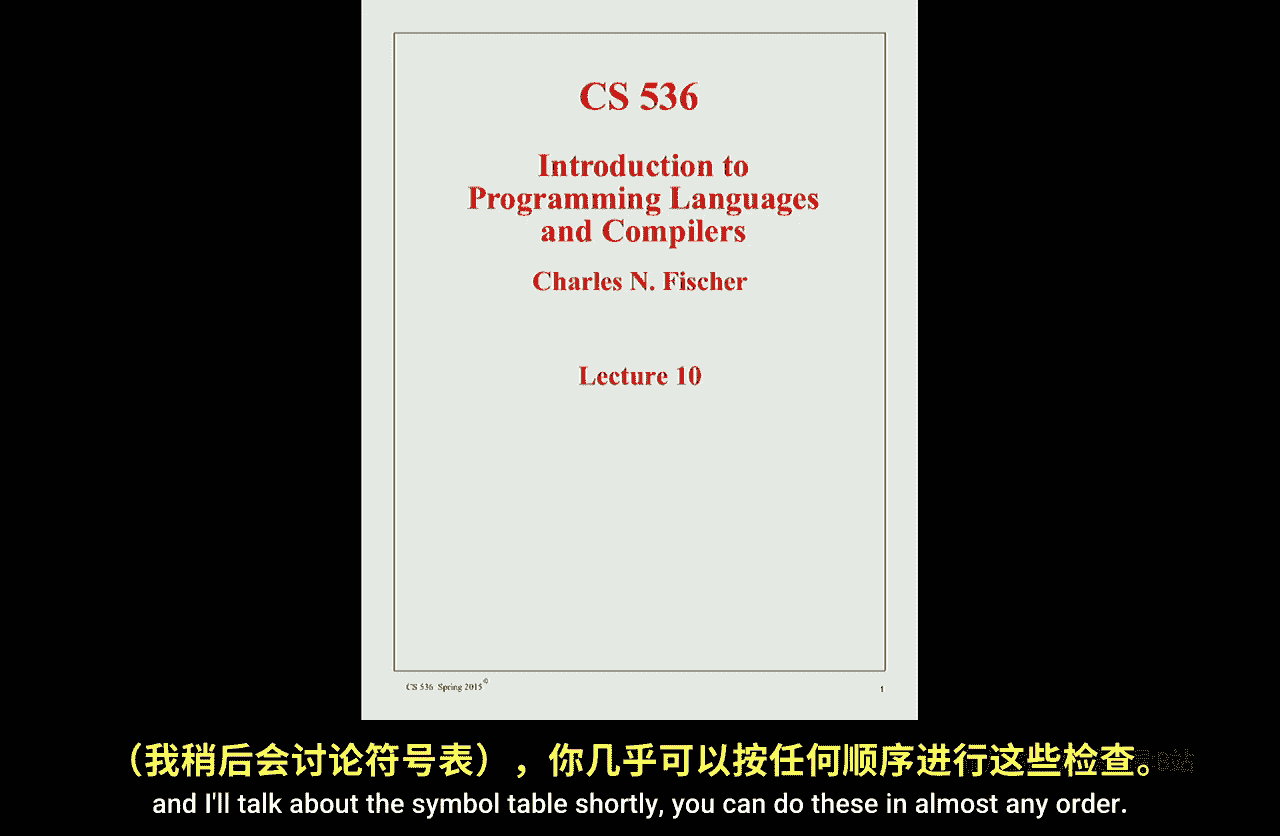 CS 536
Introduction to
Programming Languages
and Compilers
Charles N. Fischer
Lecture 10
CS 536 Spring 2015©
1
（我稍后会讨论符号表），你几乎可以按任何顺序进行这些检查。
and I'll talk about the symbol table shortly, you can do these in almost any order.